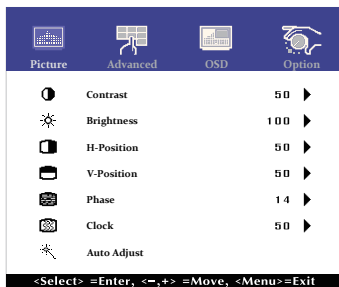 Picture Advanced OSD Option
Contrast 50
Brightness 100
H-Position 50
V-Position 50
Phase 14
Clock 50
Auto Adjust
<Select> =Enter, <−,+> =Move, <Menu>=Exit